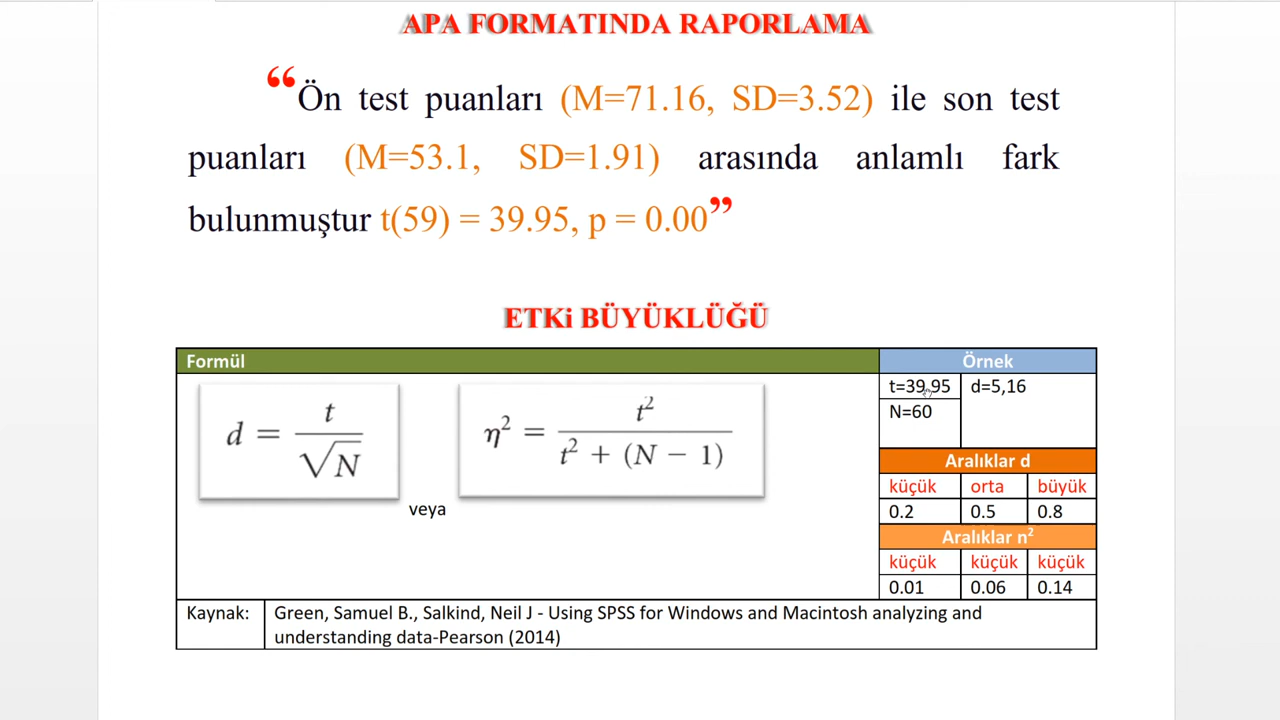 APA FORMATINDA RAPORLAMA
“Ön test puanları (M=71.16, SD=3.52) ile son test
puanları (M=53.1, SD=1.91) arasında anlamlı fark
bulunmuştur t(59) = 39.95, p = 0.00”
ETKi BÜYÜKLÜĞÜ
Formül Örnek
d = t / √N
veya
η² = t² / t² + (N − 1)
t=39.95 d=5,16
N=60
Aralıklar d
küçük orta büyük
0.2 0.5 0.8
Aralıklar n²
küçük küçük küçük
0.01 0.06 0.14
Kaynak: Green, Samuel B., Salkind, Neil J - Using SPSS for Windows and Macintosh analyzing and
understanding data-Pearson (2014)